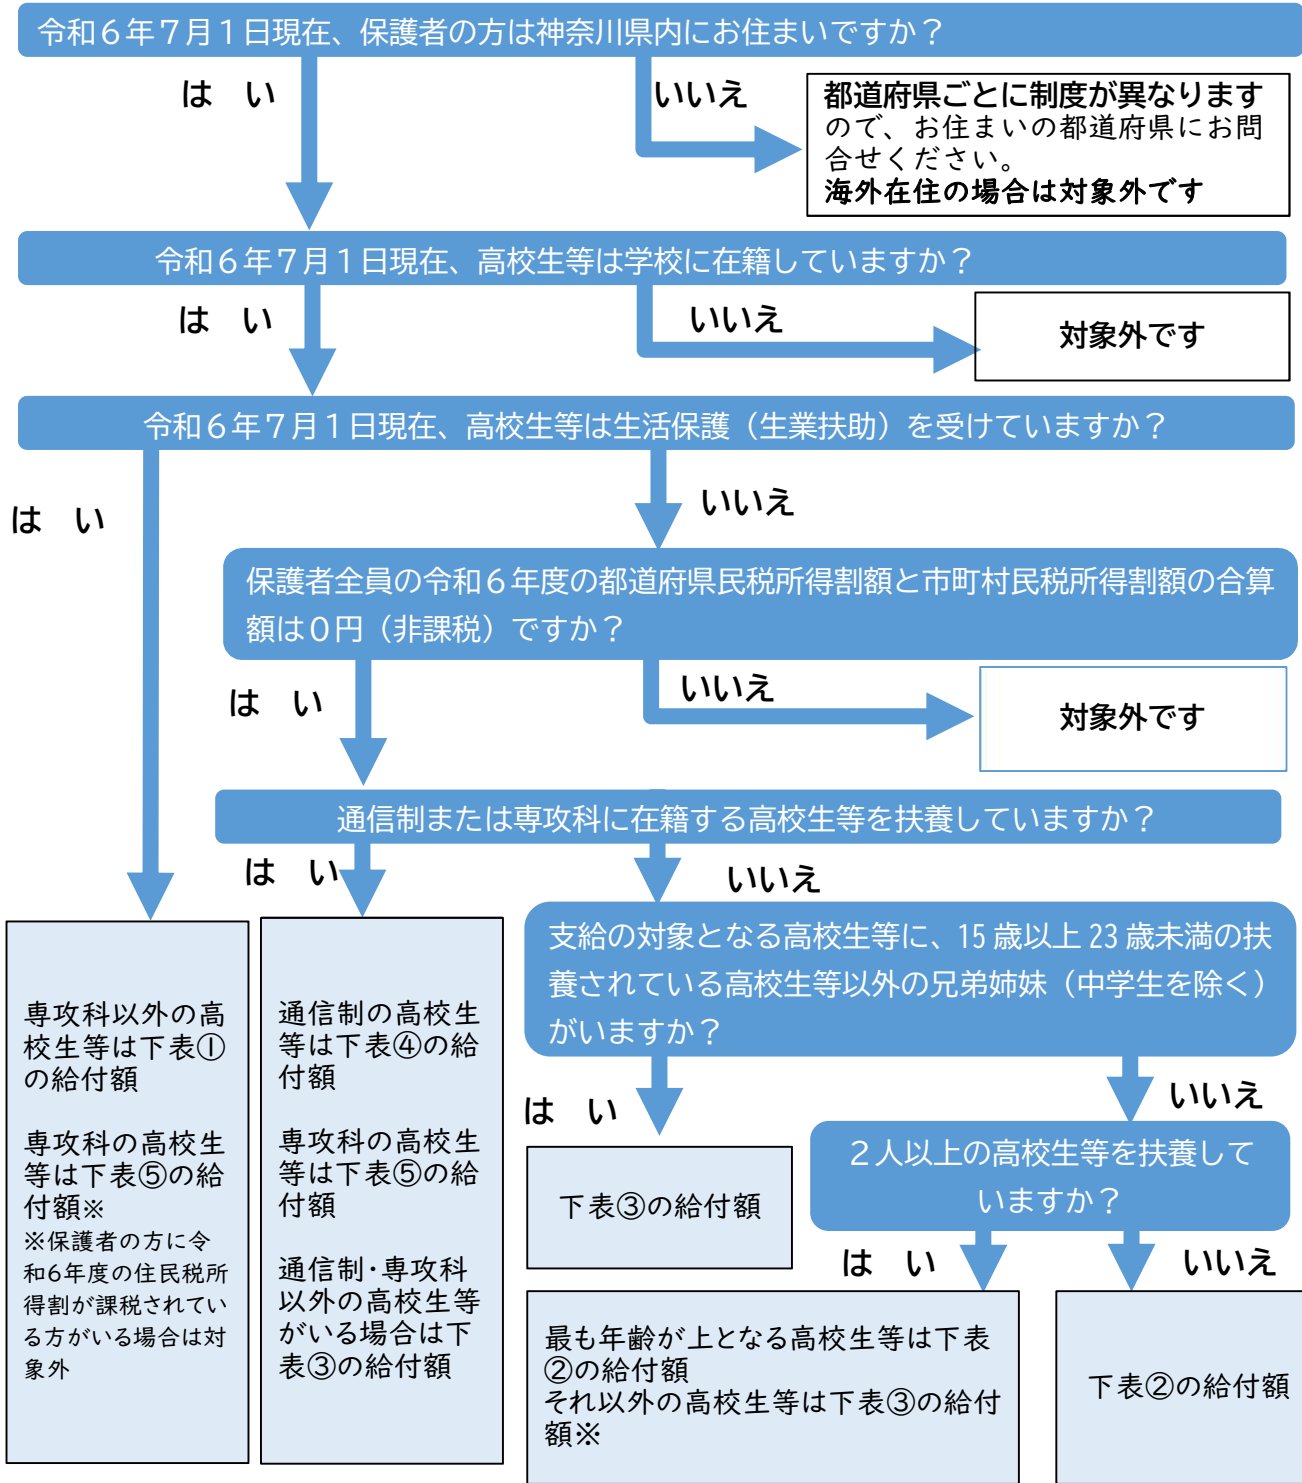 令和６年７月１日現在、保護者の方は神奈川県内にお住まいですか？
は　い
いいえ
都道府県ごとに制度が異なります
ので、お住まいの都道府県にお問
合せください。
海外在住の場合は対象外です
令和６年７月１日現在、高校生等は学校に在籍していますか？
は　い
いいえ
対象外です
令和６年７月１日現在、高校生等は生活保護（生業扶助）を受けていますか？
は　い
いいえ
保護者全員の令和６年度の都道府県民税所得割額と市町村民税所得割額の合算
額は０円（非課税）ですか？
は　い
いいえ
対象外です
通信制または専攻科に在籍する高校生等を扶養していますか？
は　い
いいえ
専攻科以外の高
校生等は下表①
の給付額
専攻科の高校生
等は下表⑤の給
付額※
※保護者の方に令
和6年度の住民税所
得割が課税されてい
る方がいる場合は対
象外
通信制の高校生
等は下表④の給
付額
専攻科の高校生
等は下表⑤の給
付額
通信制・専攻科
以外の高校生等
がいる場合は下
表③の給付額
支給の対象となる高校生等に、15 歳以上 23 歳未満の扶
養されている高校生等以外の兄弟姉妹（中学生を除く）
がいますか？
は　い
いいえ
下表③の給付額
２人以上の高校生等を扶養して
いますか？
は　い
いいえ
最も年齢が上となる高校生等は下表
②の給付額
それ以外の高校生等は下表③の給付
額※
下表②の給付額